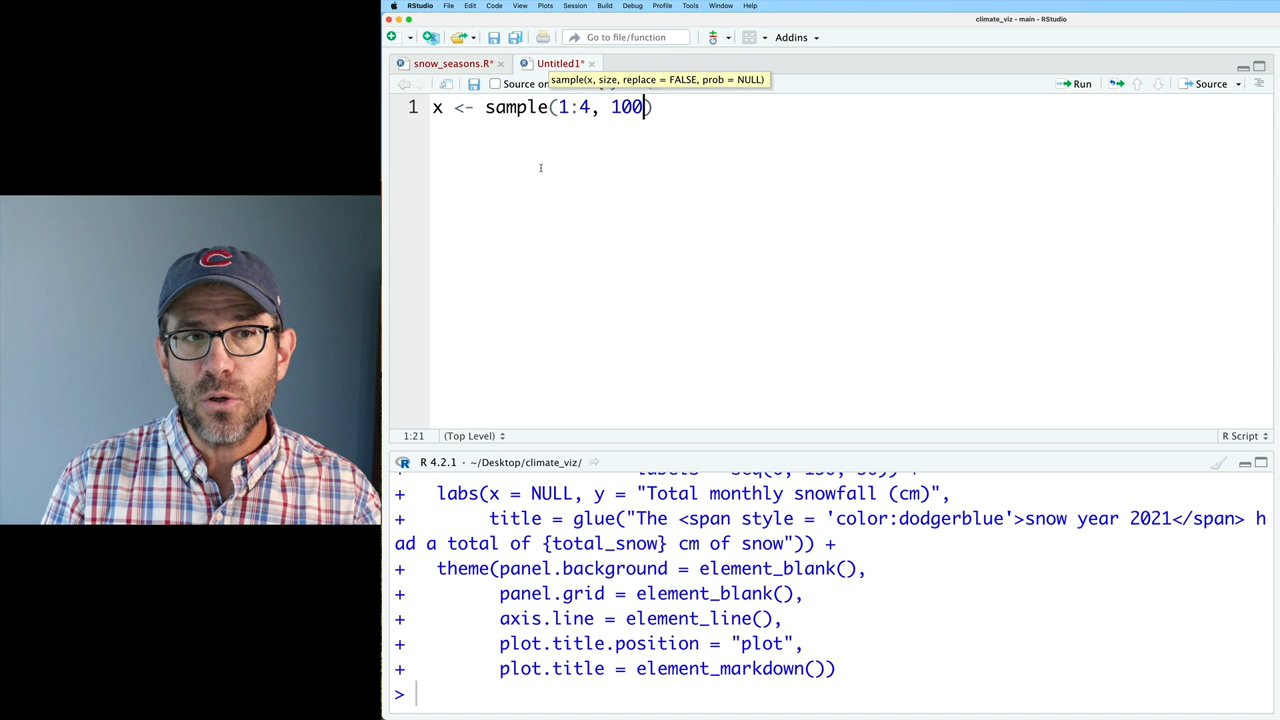 RStudio File Edit Code View Plots Session Build Debug Profile Tools Window Help
climate_viz - main - RStudio
Go to file/function Addins
snow_seasons.R* × Untitled1* ×
sample(x, size, replace = FALSE, prob = NULL)
Source on Run Source
1 x <- sample(1:4, 100)
1:21 (Top Level) R Script
R 4.2.1 · ~/Desktop/climate_viz/
+ labs(x = NULL, y = "Total monthly snowfall (cm)",
+ title = glue("The <span style = 'color:dodgerblue'>snow year 2021</span> h
ad a total of {total_snow} cm of snow")) +
+ theme(panel.background = element_blank(),
+ panel.grid = element_blank(),
+ axis.line = element_line(),
+ plot.title.position = "plot",
+ plot.title = element_markdown())
>
C